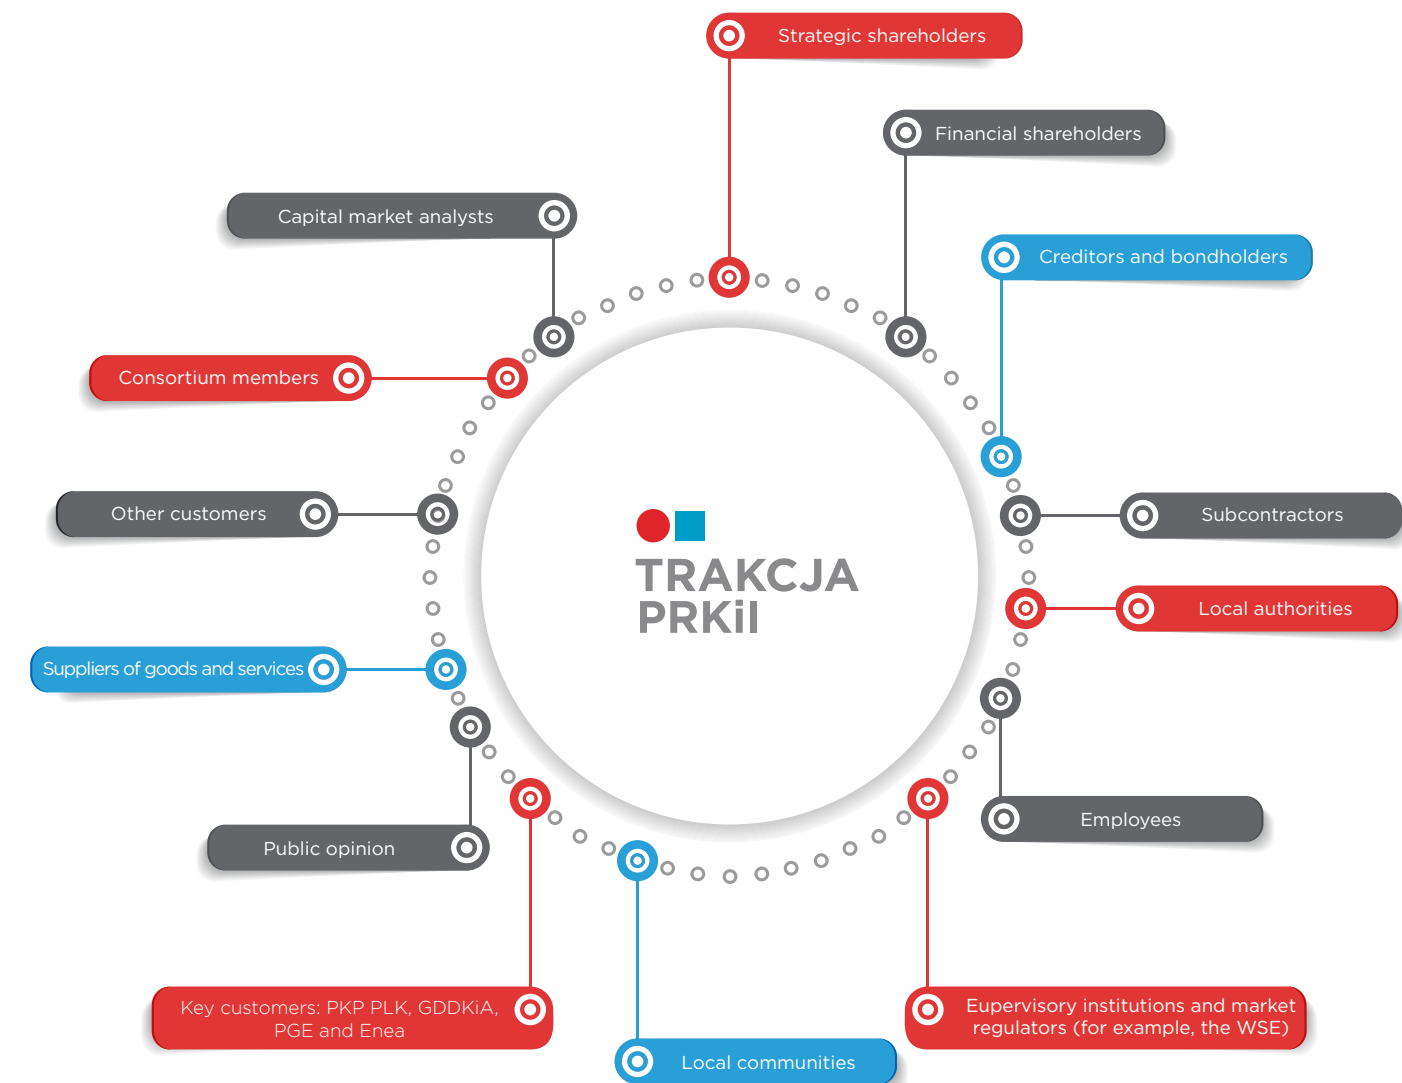 Strategic shareholders
Financial shareholders
Capital market analysts
Creditors and bondholders
Consortium members
Other customers
Subcontractors
TRAKCJA
PRKiI
Local authorities
Suppliers of goods and services
Employees
Public opinion
Key customers: PKP PLK, GDDKiA,
PGE and Enea
Eupervisory institutions and market
regulators (for example, the WSE)
Local communities